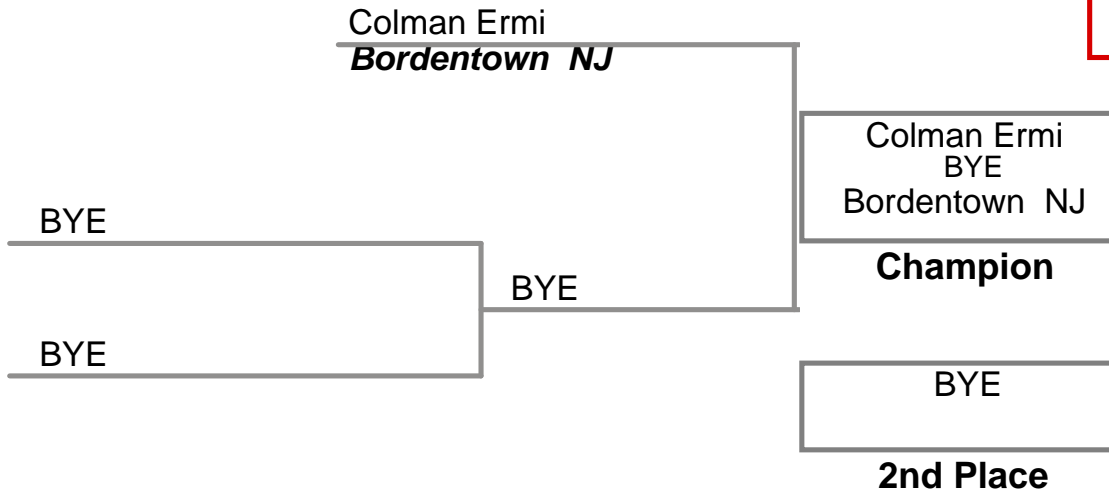 Colman Ermi
Bordentown NJ
Colman Ermi
BYE
Bordentown NJ
Champion
BYE
BYE
BYE
BYE
2nd Place